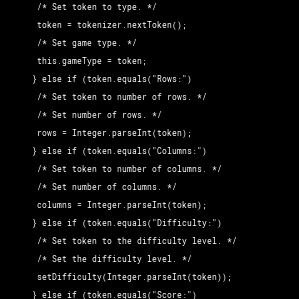 /* Set token to type. */
token = tokenizer.nextToken();
/* Set game type. */
this.gameType = token;
} else if (token.equals("Rows:")
/* Set token to number of rows. */
/* Set number of rows. */
rows = Integer.parseInt(token);
} else if (token.equals("Columns:")
/* Set token to number of columns. */
/* Set number of columns. */
columns = Integer.parseInt(token);
} else if (token.equals("Difficulty:")
/* Set token to the difficulty level. */
/* Set the difficulty level. */
setDifficulty(Integer.parseInt(token));
} else if (token.equals("Score:")